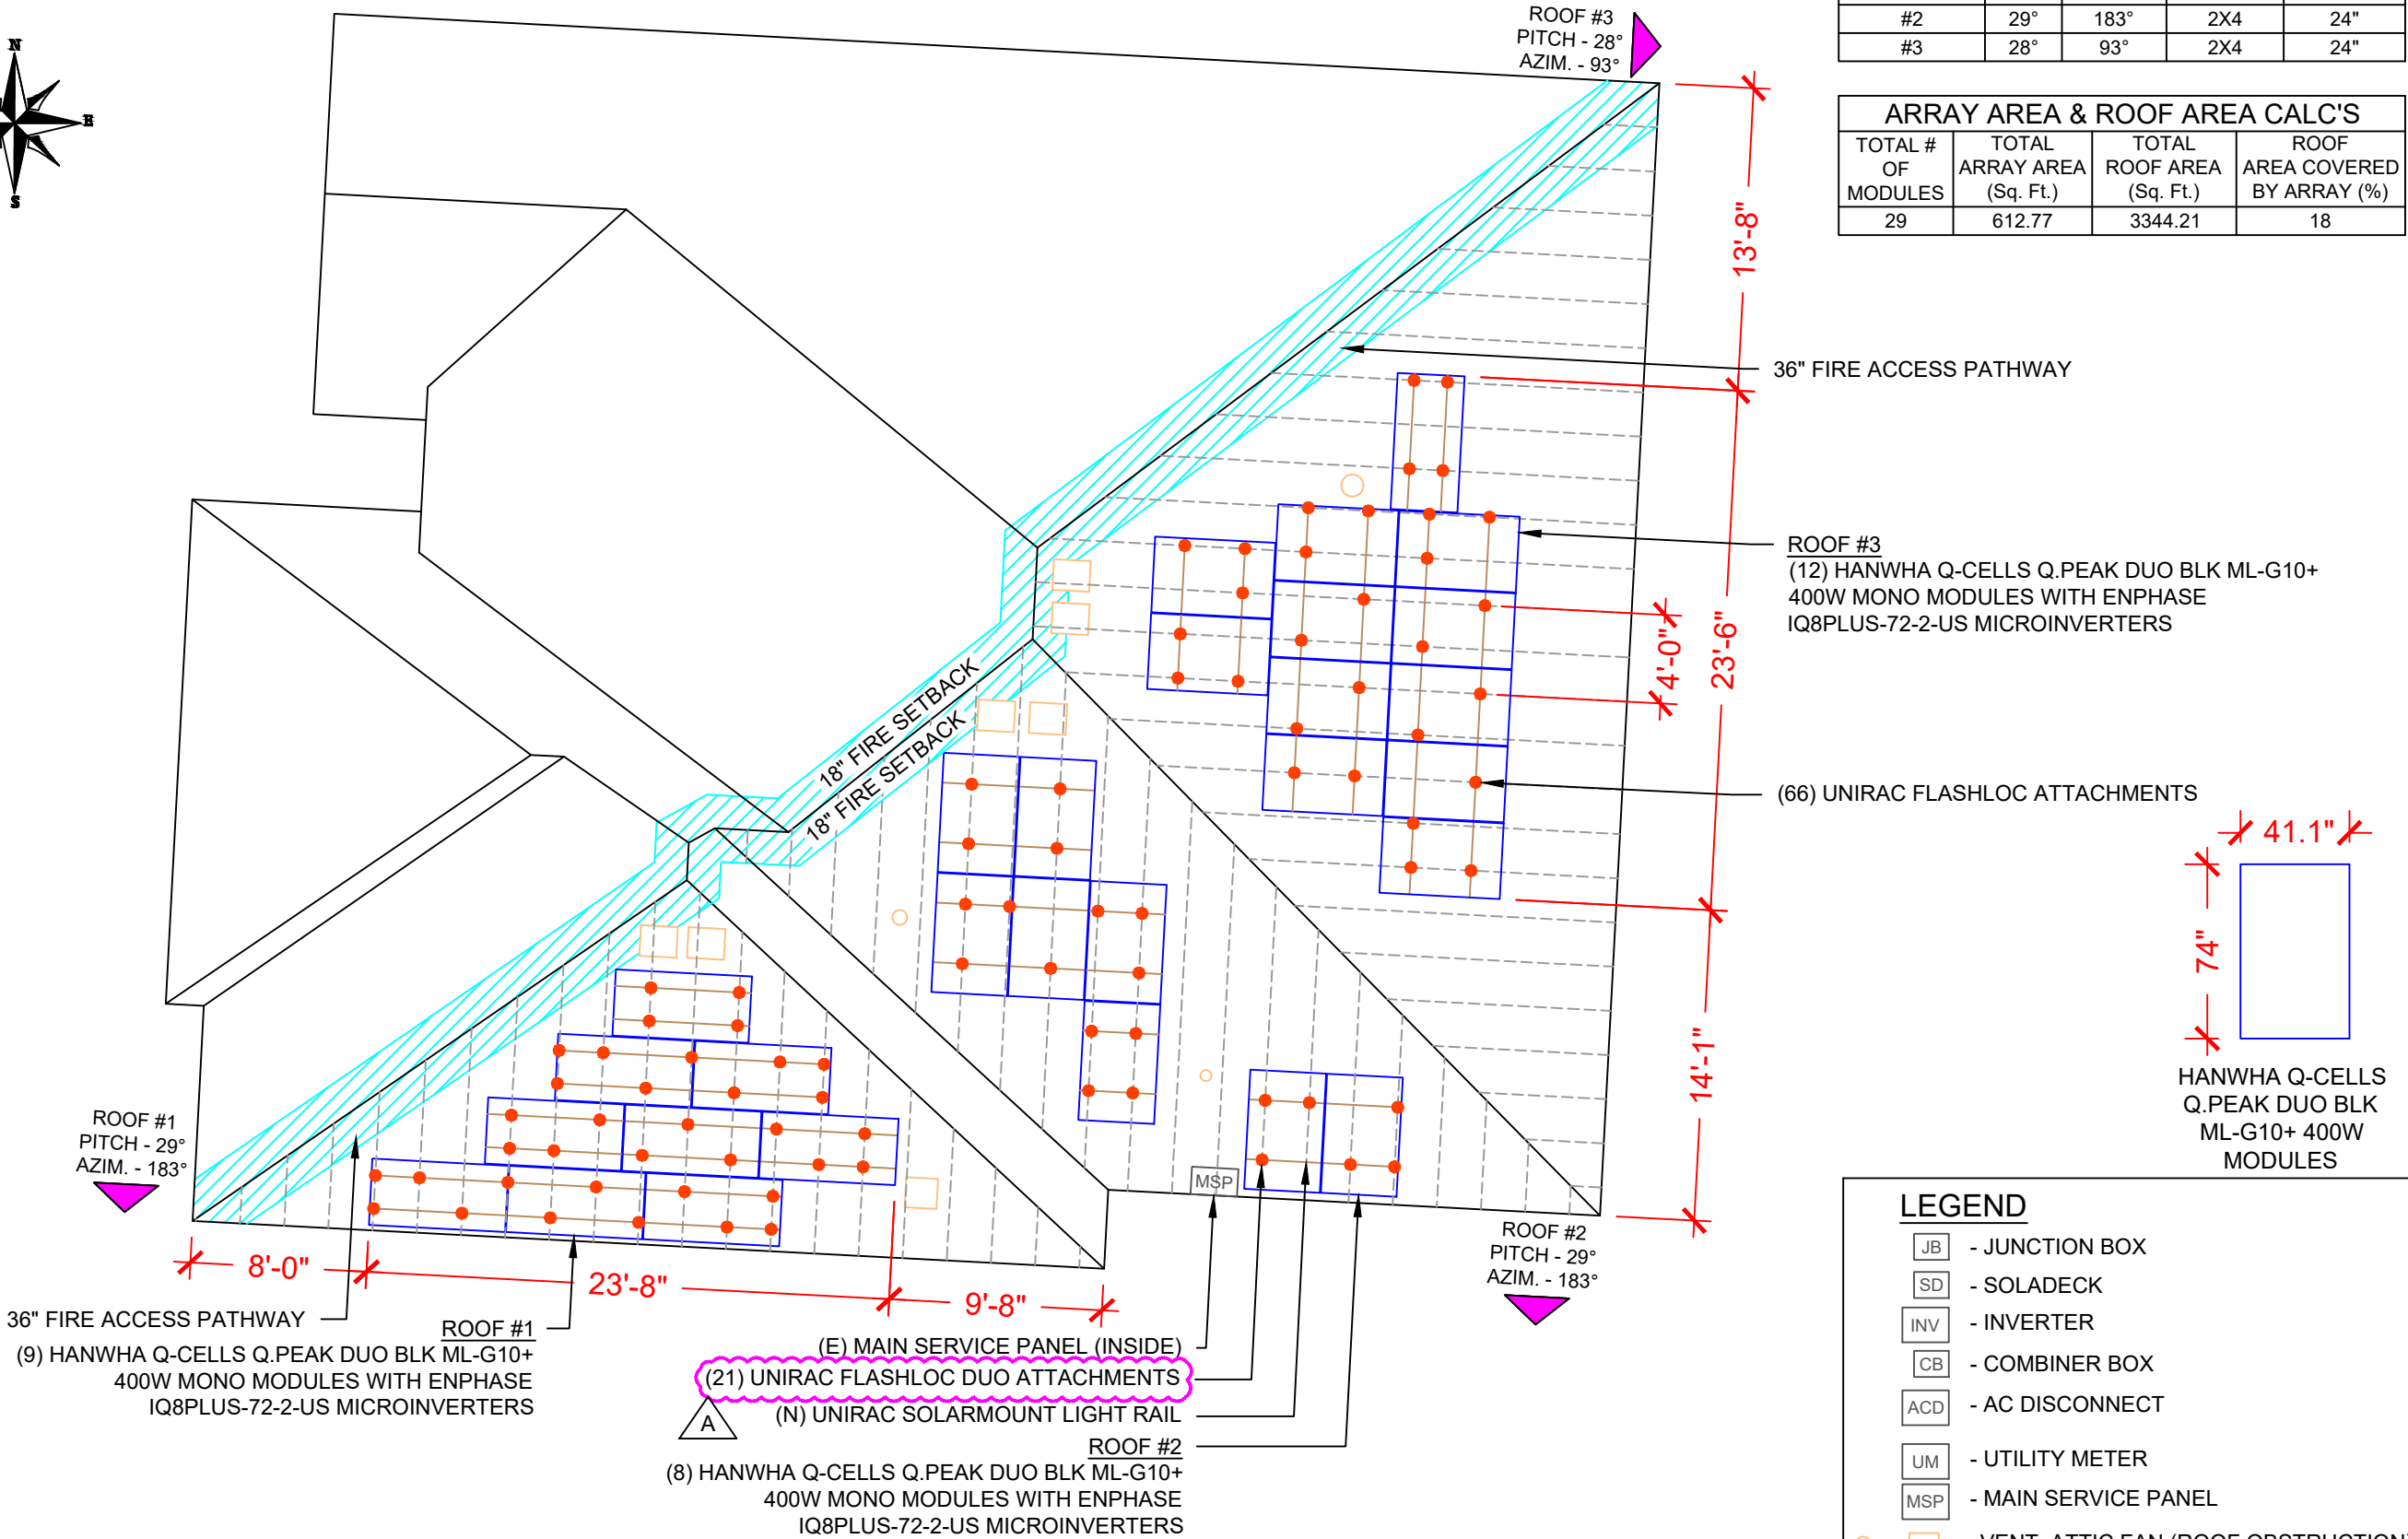 N
E
S
ROOF #3
PITCH - 28°
AZIM. - 93°
#2 29° 183° 2X4 24"
#3 28° 93° 2X4 24"
ARRAY AREA & ROOF AREA CALC'S
TOTAL # OF MODULES
TOTAL ARRAY AREA (Sq. Ft.)
TOTAL ROOF AREA (Sq. Ft.)
ROOF AREA COVERED BY ARRAY (%)
29 612.77 3344.21 18
13'-8"
36" FIRE ACCESS PATHWAY
ROOF #3
(12) HANWHA Q-CELLS Q.PEAK DUO BLK ML-G10+
400W MONO MODULES WITH ENPHASE
IQ8PLUS-72-2-US MICROINVERTERS
4'-0"
23'-6"
18" FIRE SETBACK
18" FIRE SETBACK
(66) UNIRAC FLASHLOC ATTACHMENTS
41.1"
74"
HANWHA Q-CELLS
Q.PEAK DUO BLK
ML-G10+ 400W
MODULES
14'-1"
ROOF #1
PITCH - 29°
AZIM. - 183°
MSP
ROOF #2
PITCH - 29°
AZIM. - 183°
8'-0"
23'-8"
9'-8"
36" FIRE ACCESS PATHWAY
ROOF #1
(9) HANWHA Q-CELLS Q.PEAK DUO BLK ML-G10+
400W MONO MODULES WITH ENPHASE
IQ8PLUS-72-2-US MICROINVERTERS
(E) MAIN SERVICE PANEL (INSIDE)
(21) UNIRAC FLASHLOC DUO ATTACHMENTS
A
(N) UNIRAC SOLARMOUNT LIGHT RAIL
ROOF #2
(8) HANWHA Q-CELLS Q.PEAK DUO BLK ML-G10+
400W MONO MODULES WITH ENPHASE
IQ8PLUS-72-2-US MICROINVERTERS
LEGEND
JB - JUNCTION BOX
SD - SOLADECK
INV - INVERTER
CB - COMBINER BOX
ACD - AC DISCONNECT
UM - UTILITY METER
MSP - MAIN SERVICE PANEL
- VENT, ATTIC FAN (ROOF OBSTRUCTION)